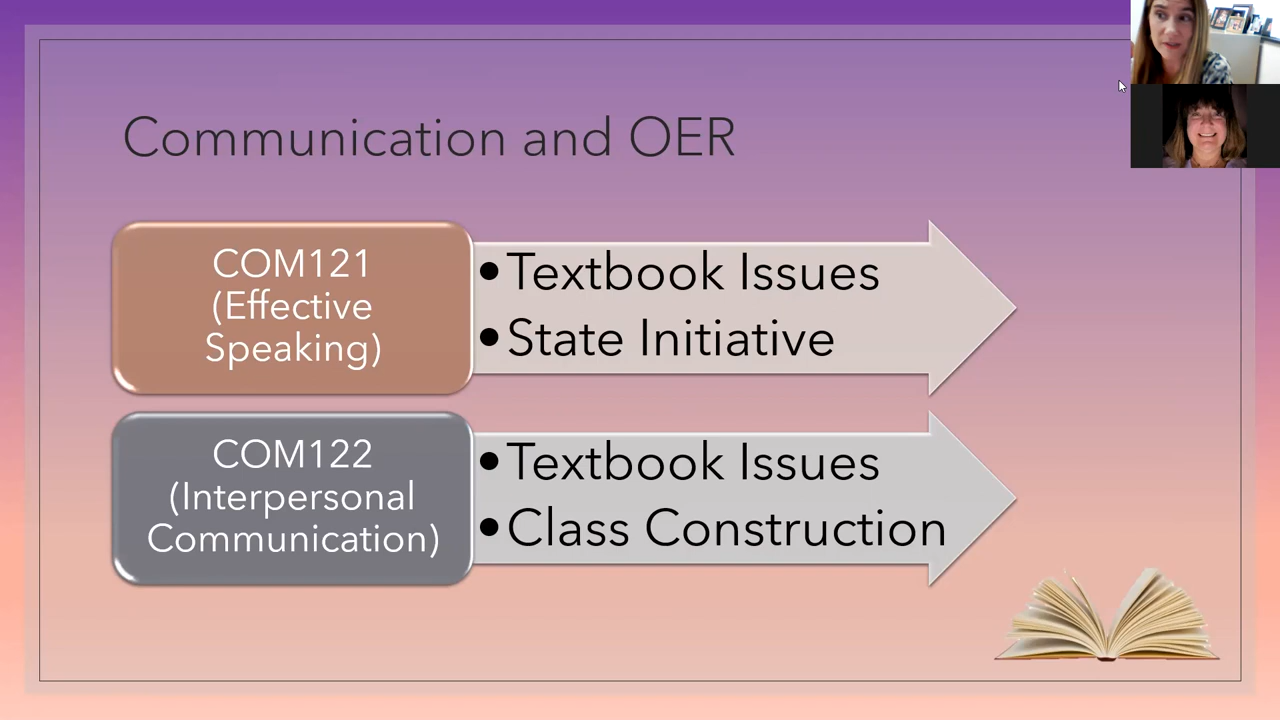 Communication and OER
COM121
(Effective
Speaking)
•Textbook Issues
•State Initiative
COM122
(Interpersonal
Communication)
•Textbook Issues
•Class Construction